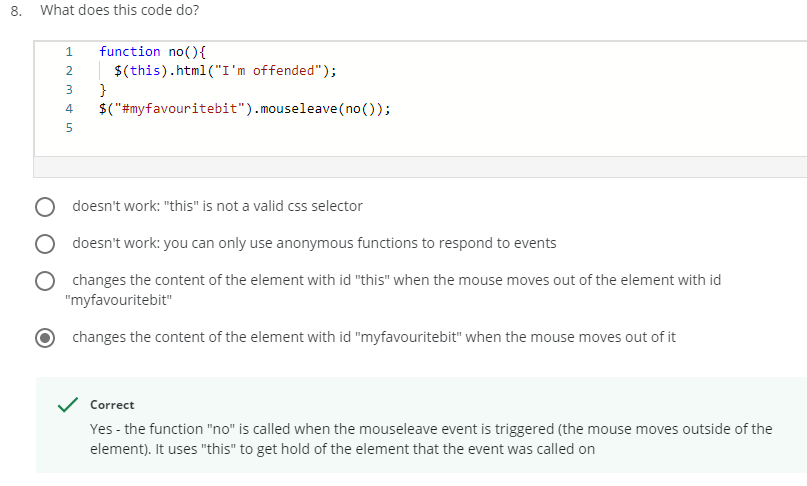 8. What does this code do?
1 function no(){
2 $(this).html("I'm offended");
3 }
4 $("#myfavouritebit").mouseleave(no());
5
doesn't work: "this" is not a valid css selector
doesn't work: you can only use anonymous functions to respond to events
changes the content of the element with id "this" when the mouse moves out of the element with id
"myfavouritebit"
changes the content of the element with id "myfavouritebit" when the mouse moves out of it
Correct
Yes - the function "no" is called when the mouseleave event is triggered (the mouse moves outside of the
element). It uses "this" to get hold of the element that the event was called on